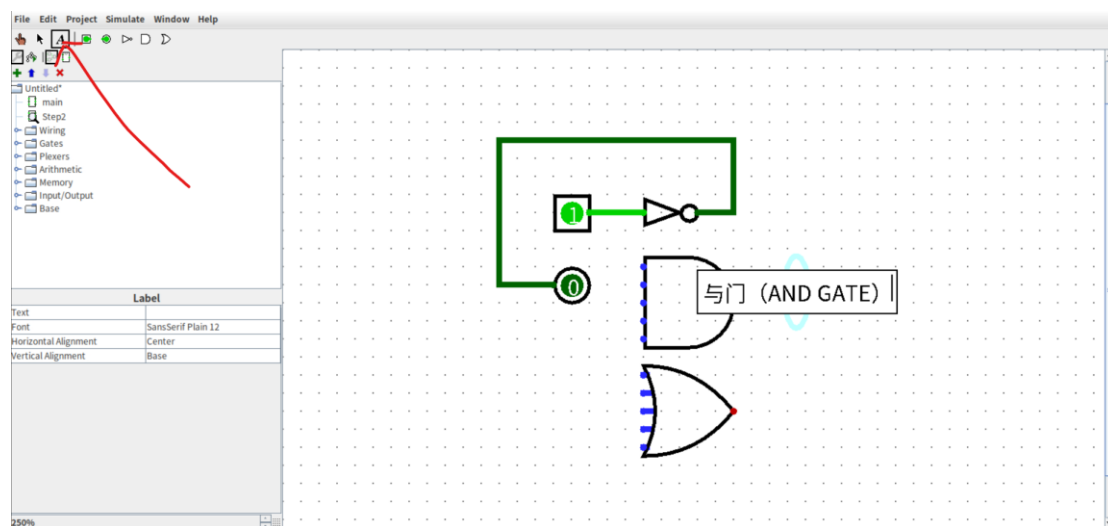 File Edit Project Simulate Window Help
A
Untitled*
main
Step2
Wiring
Gates
Plexers
Arithmetic
Memory
Input/Output
Base
Label
Text
Font SansSerif Plain 12
Horizontal Alignment Center
Vertical Alignment Base
250%
1
0
与门（AND GATE）